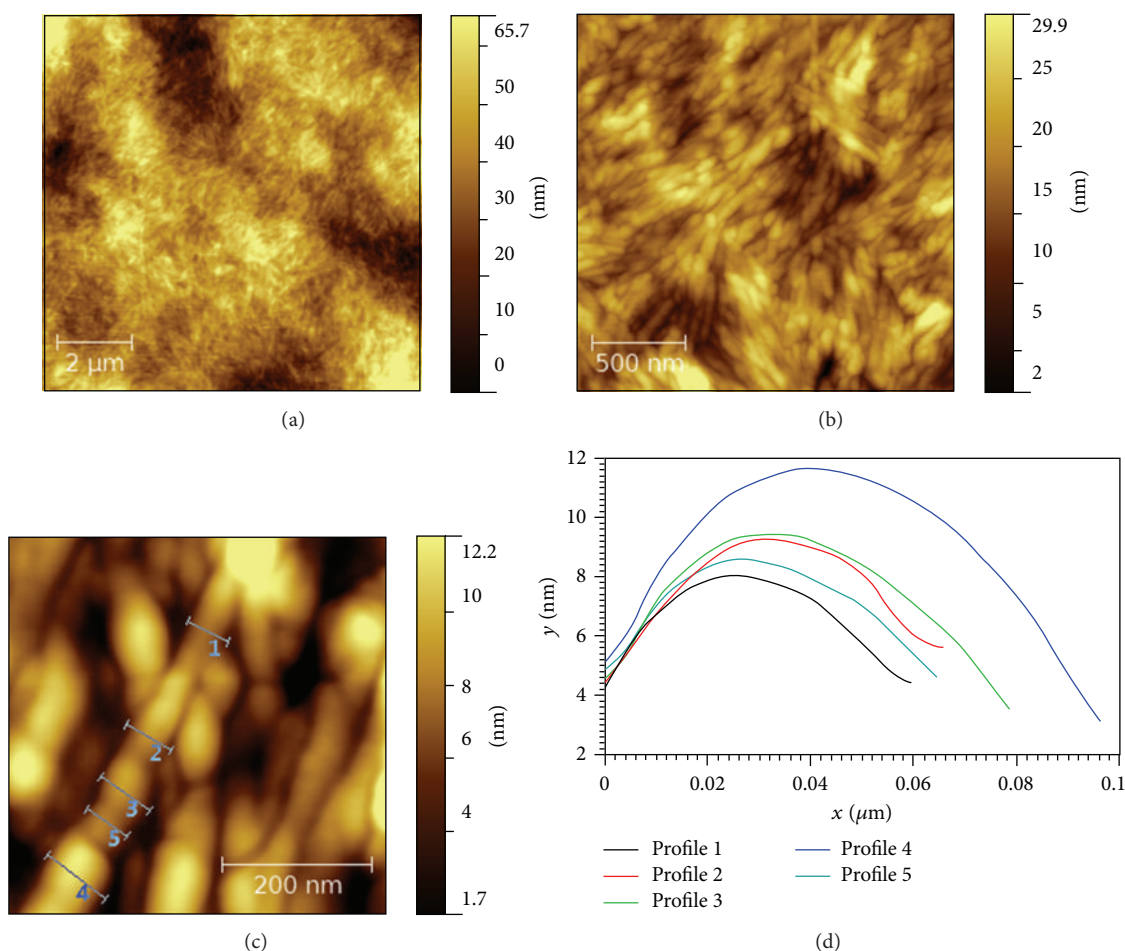 65.7
50
40
30
20
10
0
(nm)
2 μm
(a)
29.9
25
20
15
10
5
2
(nm)
500 nm
(b)
12.2
10
8
6
4
1.7
(nm)
1
2
3
5
4
200 nm
(c)
12
10
8
6
4
2
y (nm)
0
0.02
0.04
0.06
0.08
0.1
x (μm)
Profile 1
Profile 2
Profile 3
Profile 4
Profile 5
(d)